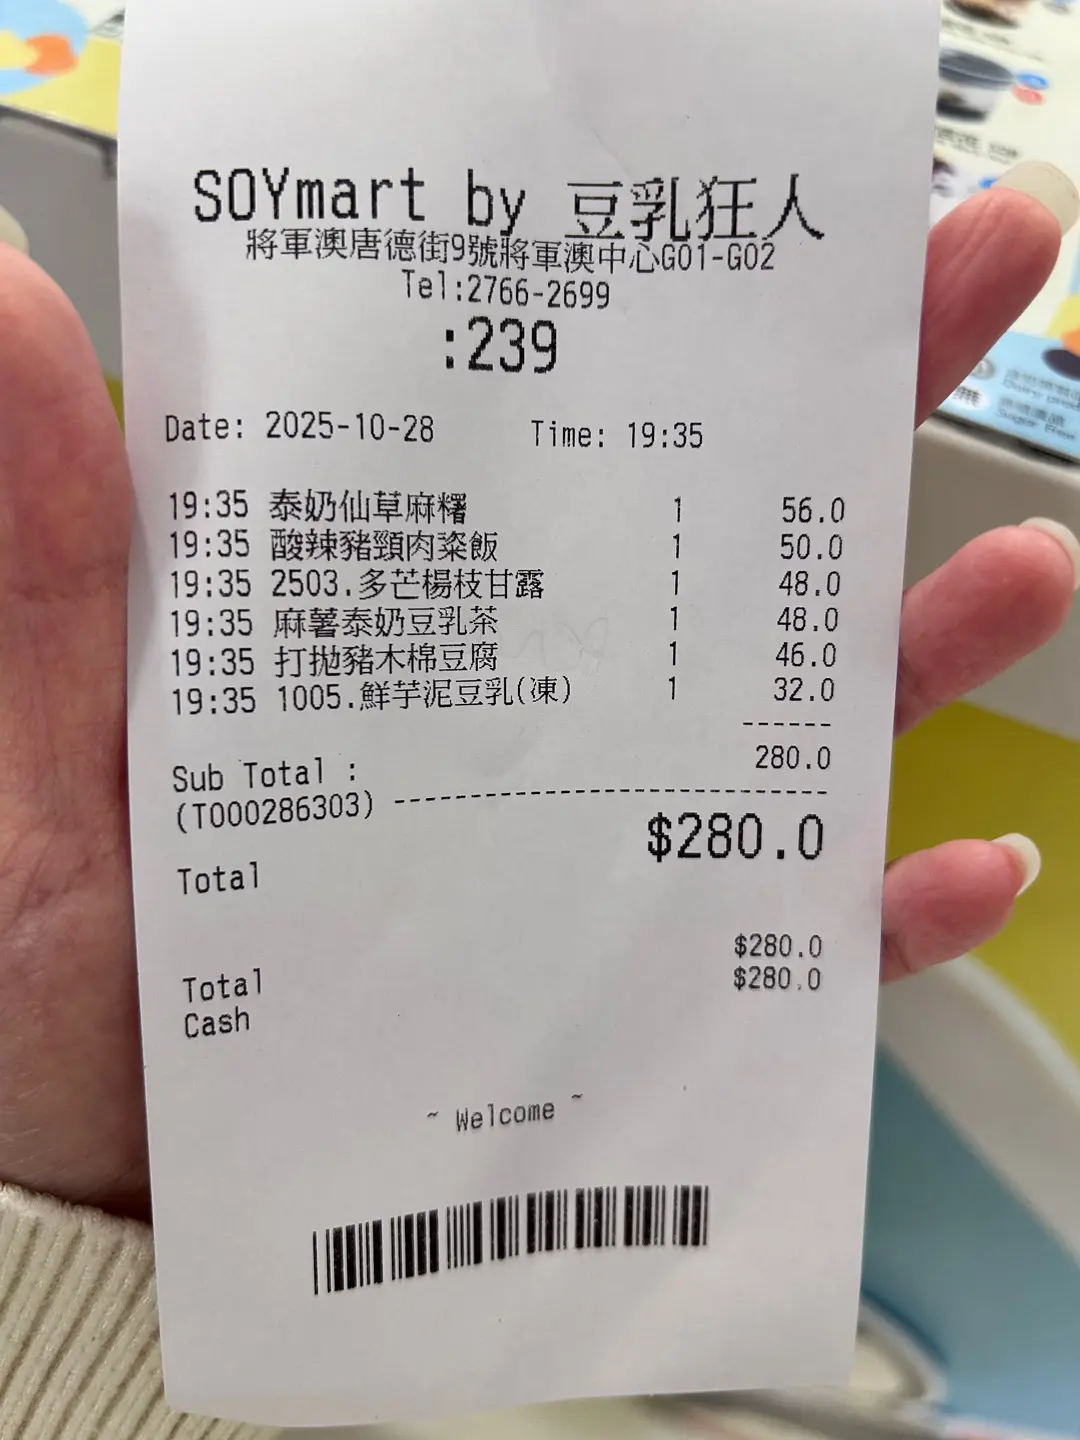 SOYmart by 豆乳狂人
將軍澳唐德街9號將軍澳中心G01-G02
Tel:2766-2699
:239
Date: 2025-10-28 Time: 19:35
19:35 泰奶仙草麻糬 1 56.0
19:35 酸辣豬頸肉粢飯 1 50.0
19:35 2503.多芒楊枝甘露 1 48.0
19:35 麻薯泰奶豆乳茶 1 48.0
19:35 打拋豬木棉豆腐 1 46.0
19:35 1005.鮮芋泥豆乳(凍) 1 32.0
------
Sub Total : 280.0
(T000286303) ------------------------------
Total $280.0
Total $280.0
Cash $280.0
~ Welcome ~
Sugar free